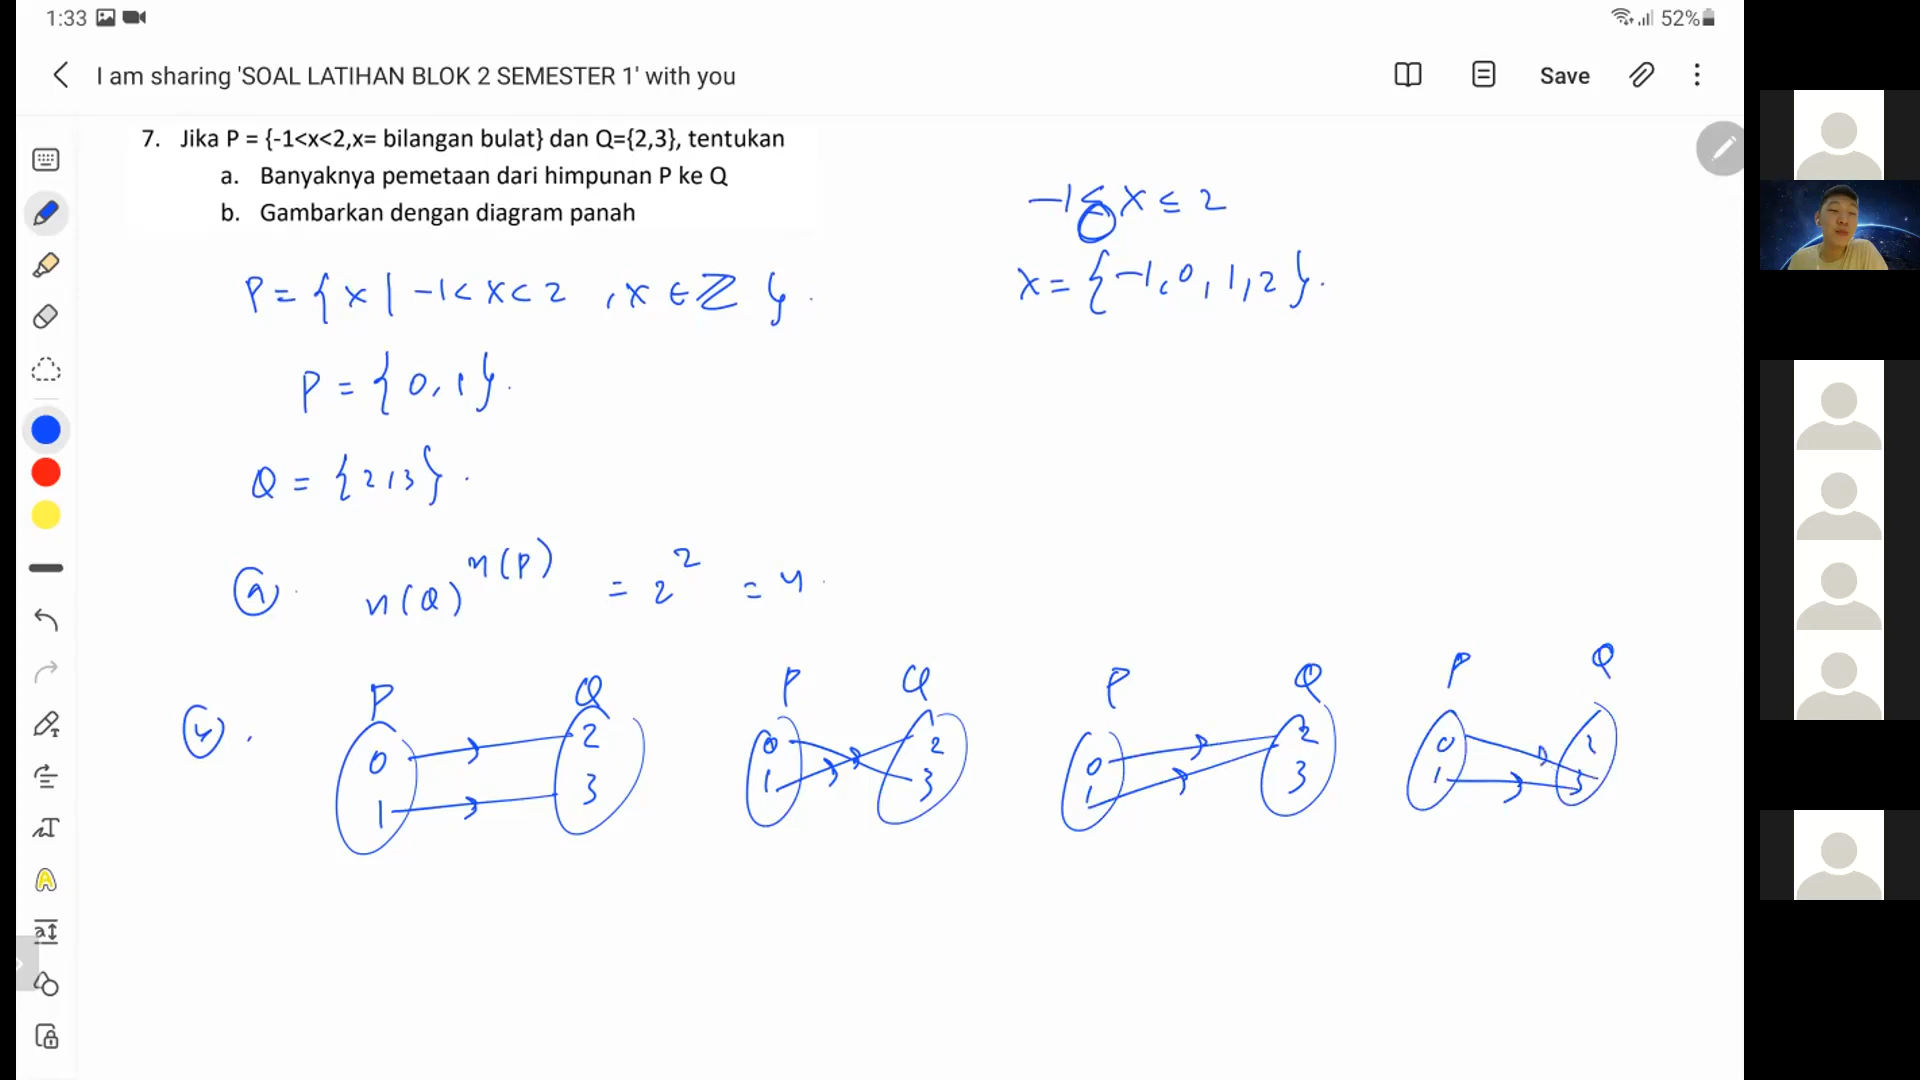 1:33
52%
I am sharing 'SOAL LATIHAN BLOK 2 SEMESTER 1' with you
Save
7. Jika P = {-1<x<2,x= bilangan bulat} dan Q={2,3}, tentukan
a. Banyaknya pemetaan dari himpunan P ke Q
b. Gambarkan dengan diagram panah
-1 ≤ x ≤ 2
x = {-1, 0, 1, 2}.
P = {x | -1 < x < 2 , x ∈ ℤ}.
P = {0, 1}.
Q = {2, 3}.
a. n(Q)^n(P) = 2^2 = 4.
b.
P Q P Q P Q P Q
0 2 0 2 0 2 0 2
1 3 1 3 1 3 1 3